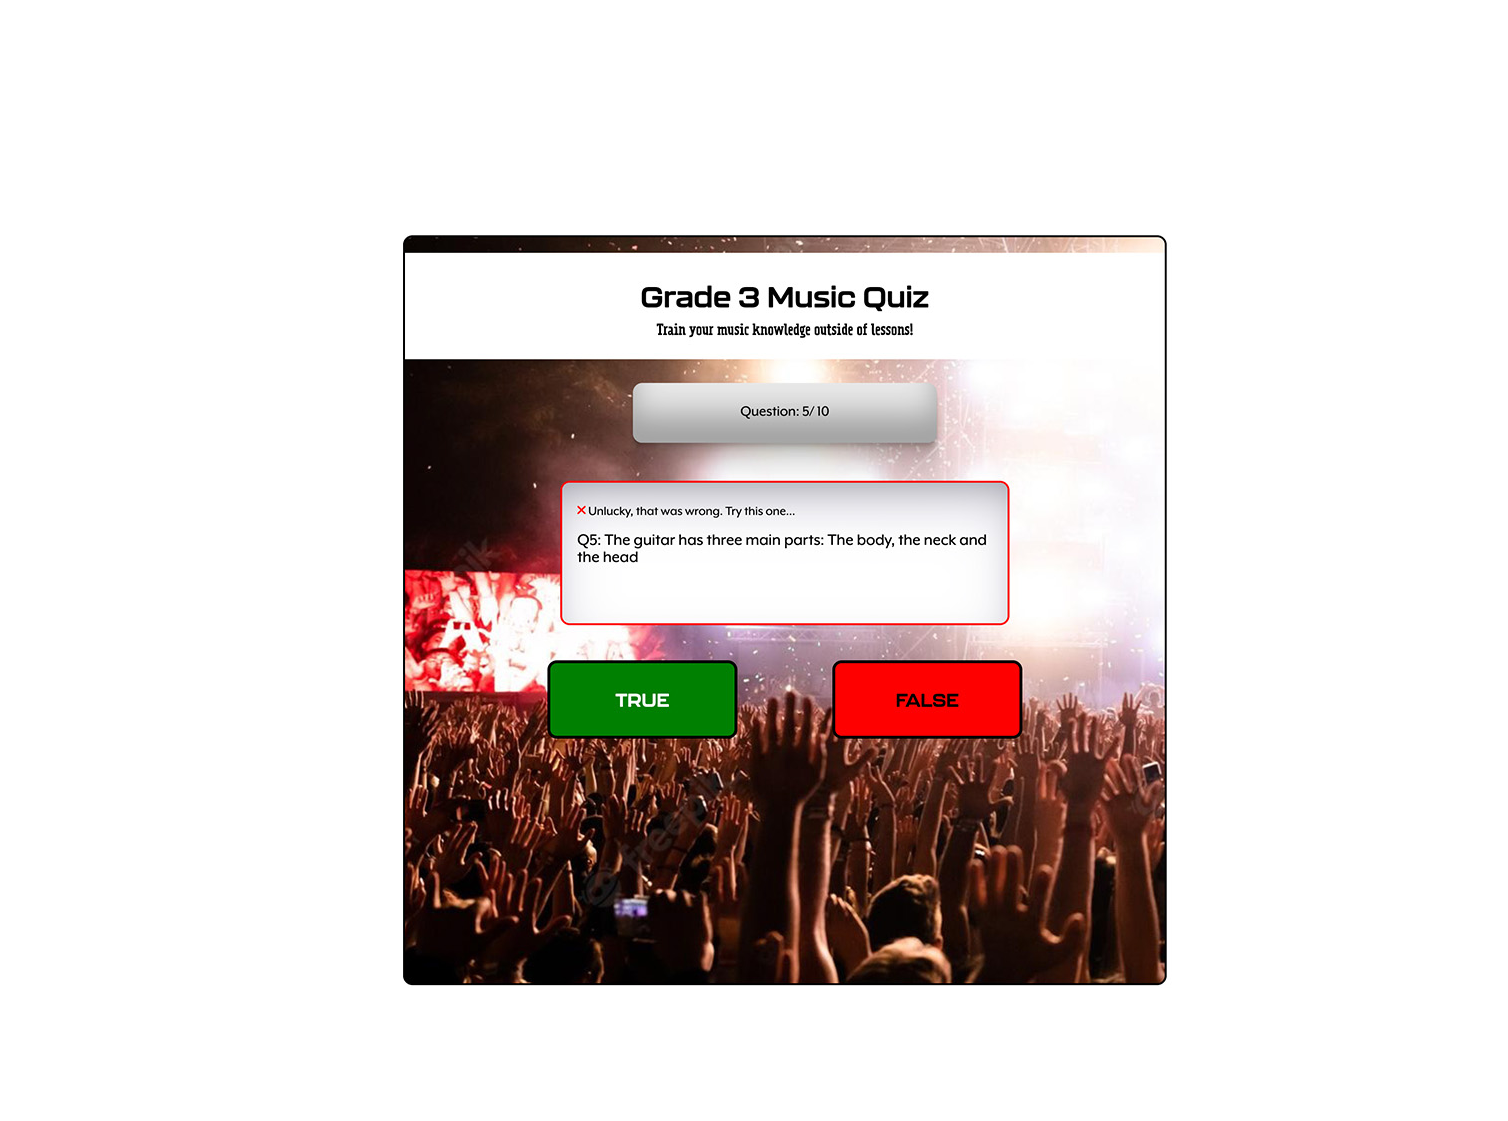 Grade 3 Music Quiz
Train your music knowledge outside of lessons!
Question: 5/10
Unlucky, that was wrong. Try this one...
Q5: The guitar has three main parts: The body, the neck and
the head
TRUE
FALSE
freepik